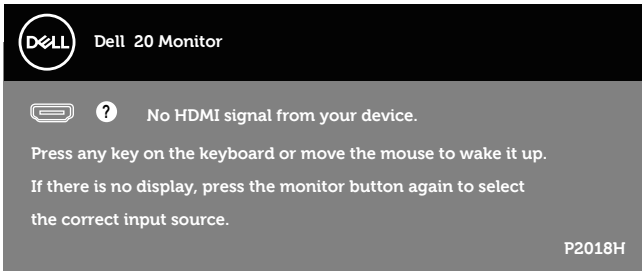 DELL
Dell 20 Monitor
? No HDMI signal from your device.
Press any key on the keyboard or move the mouse to wake it up.
If there is no display, press the monitor button again to select
the correct input source.
P2018H